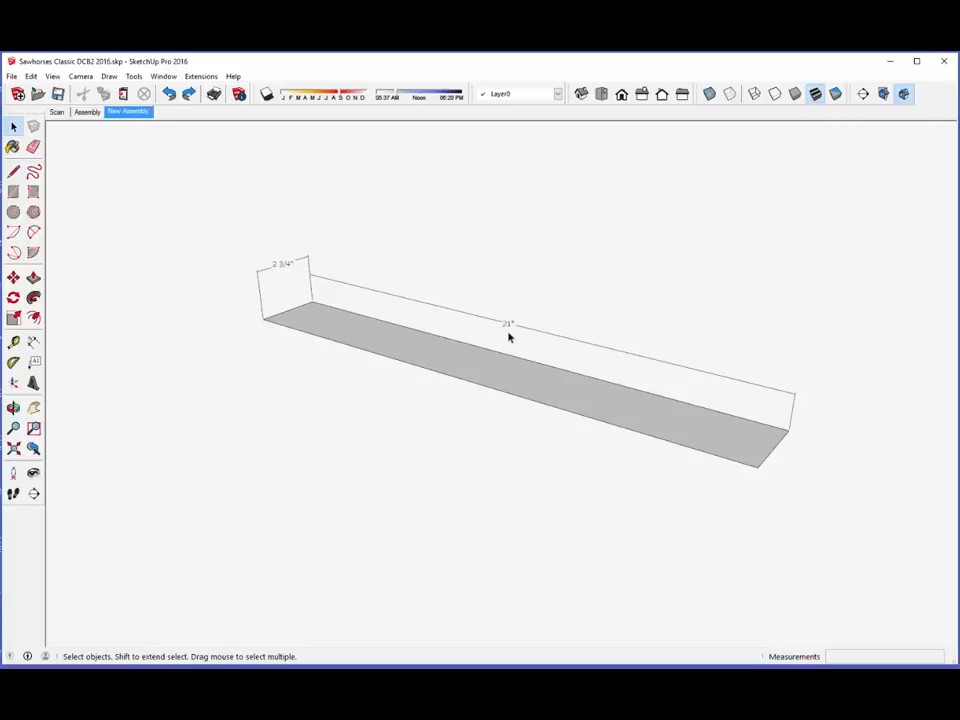 Sawhorses Classic DCB2 2016.skp - SketchUp Pro 2016
File Edit View Camera Draw Tools Window Extensions Help
J F M A M J J A S O N D 05:37 AM Noon 06:28 PM ✓ Layer0
Scan Assembly New Assembly
2 3/4"
21"
Select objects. Shift to extend select. Drag mouse to select multiple. Measurements